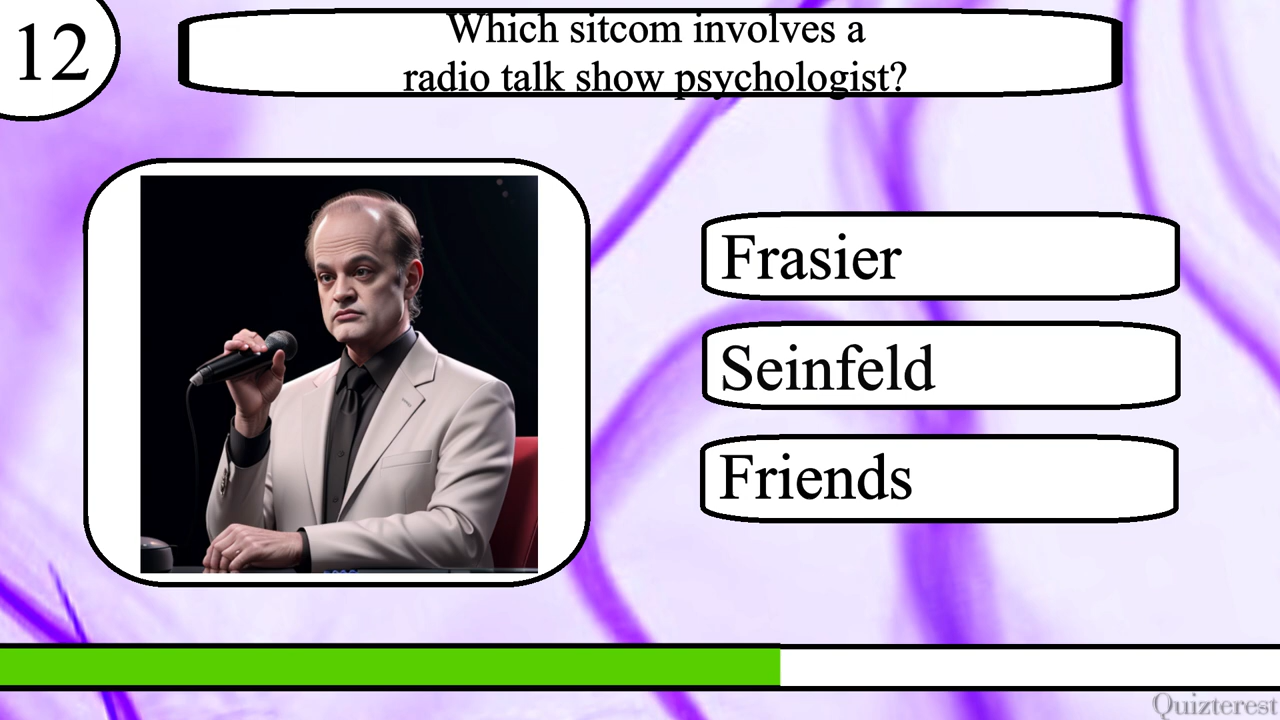 12
Which sitcom involves a
radio talk show psychologist?
Frasier
Seinfeld
Friends
Quizterest